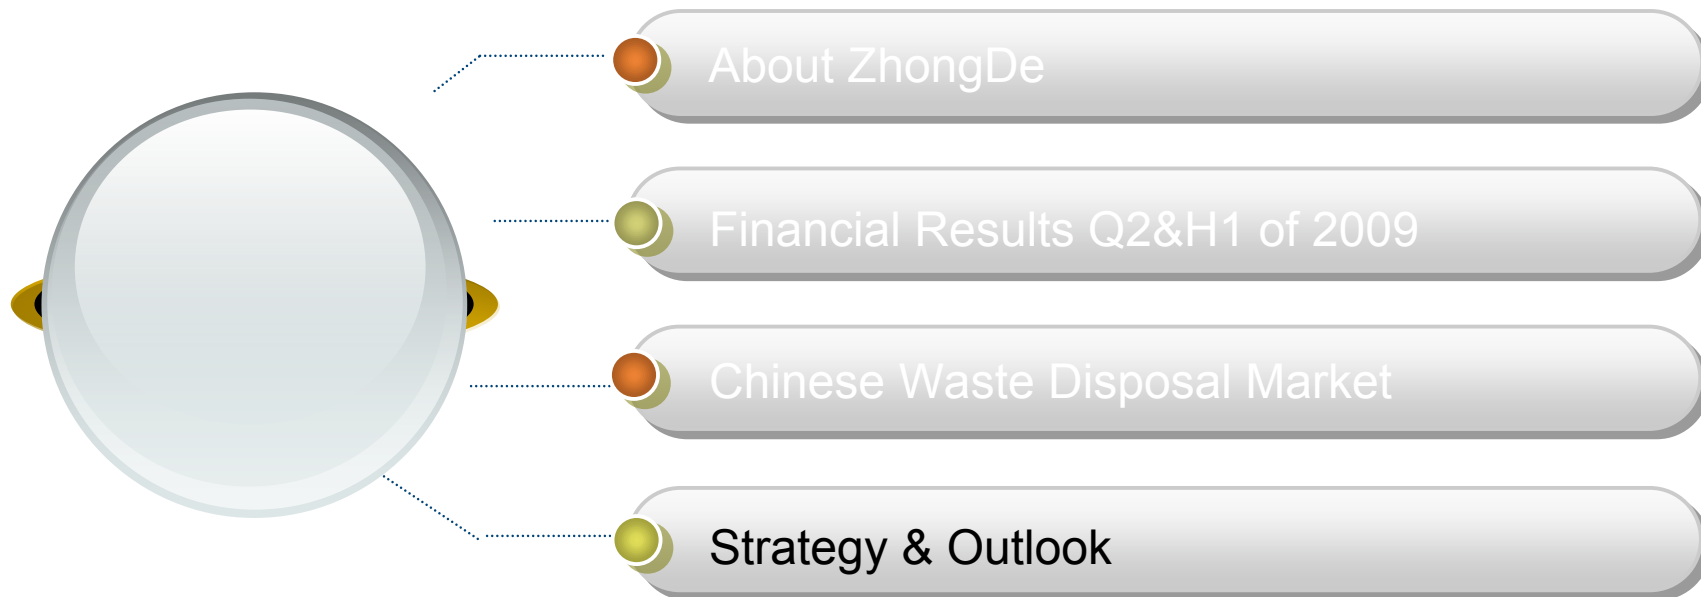 About ZhongDe
Financial Results Q2&H1 of 2009
Chinese Waste Disposal Market
Strategy & Outlook